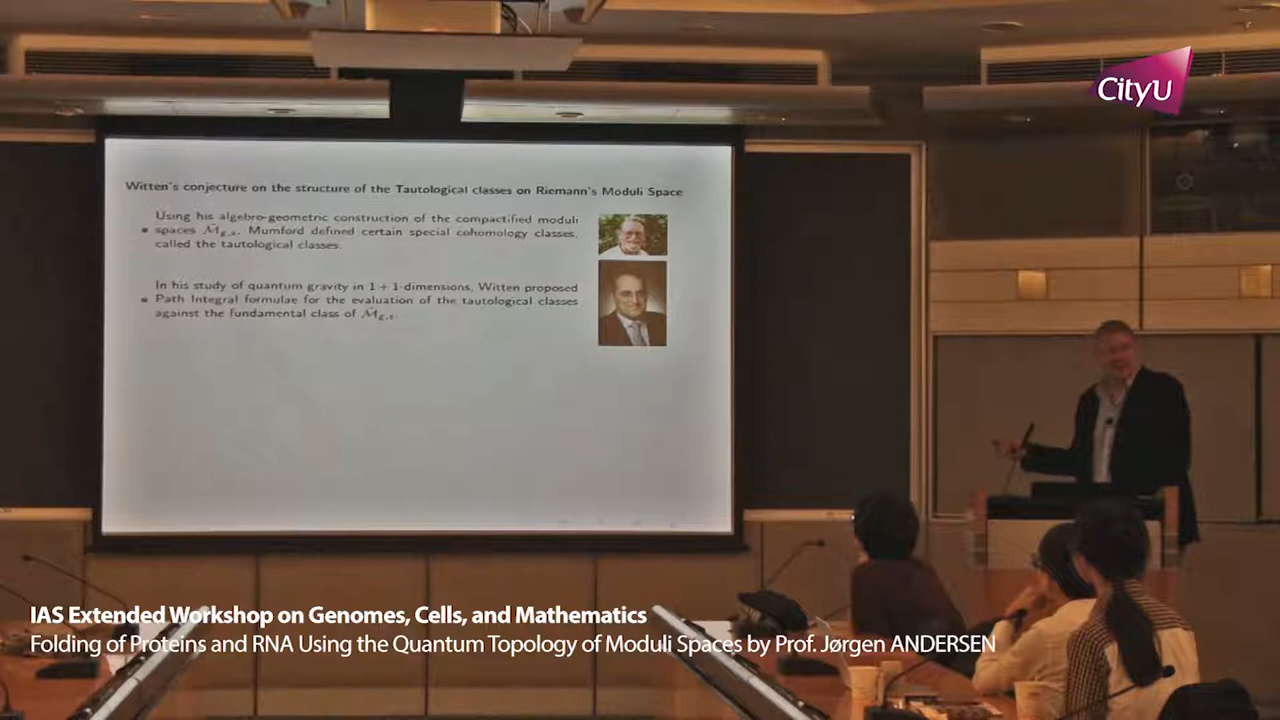 CityU
Witten's conjecture on the structure of the Tautological classes on Riemann's Moduli Space
Using his algebro-geometric construction of the compactified moduli
• spaces M̄g,s, Mumford defined certain special cohomology classes,
called the tautological classes.
In his study of quantum gravity in 1 + 1-dimensions, Witten proposed
• Path Integral formulae for the evaluation of the tautological classes
against the fundamental class of M̄g,s.
IAS Extended Workshop on Genomes, Cells, and Mathematics
Folding of Proteins and RNA Using the Quantum Topology of Moduli Spaces by Prof. Jørgen ANDERSEN